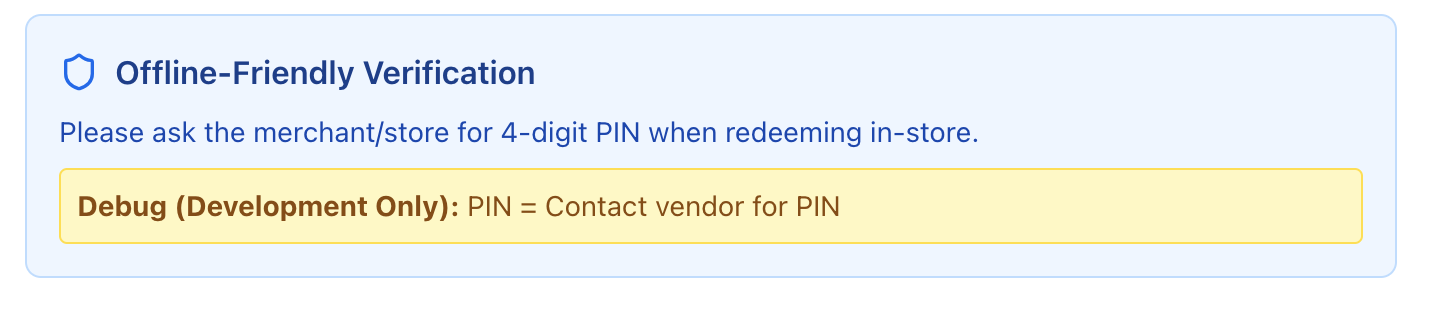 Offline-Friendly Verification
Please ask the merchant/store for 4-digit PIN when redeeming in-store.
Debug (Development Only): PIN = Contact vendor for PIN